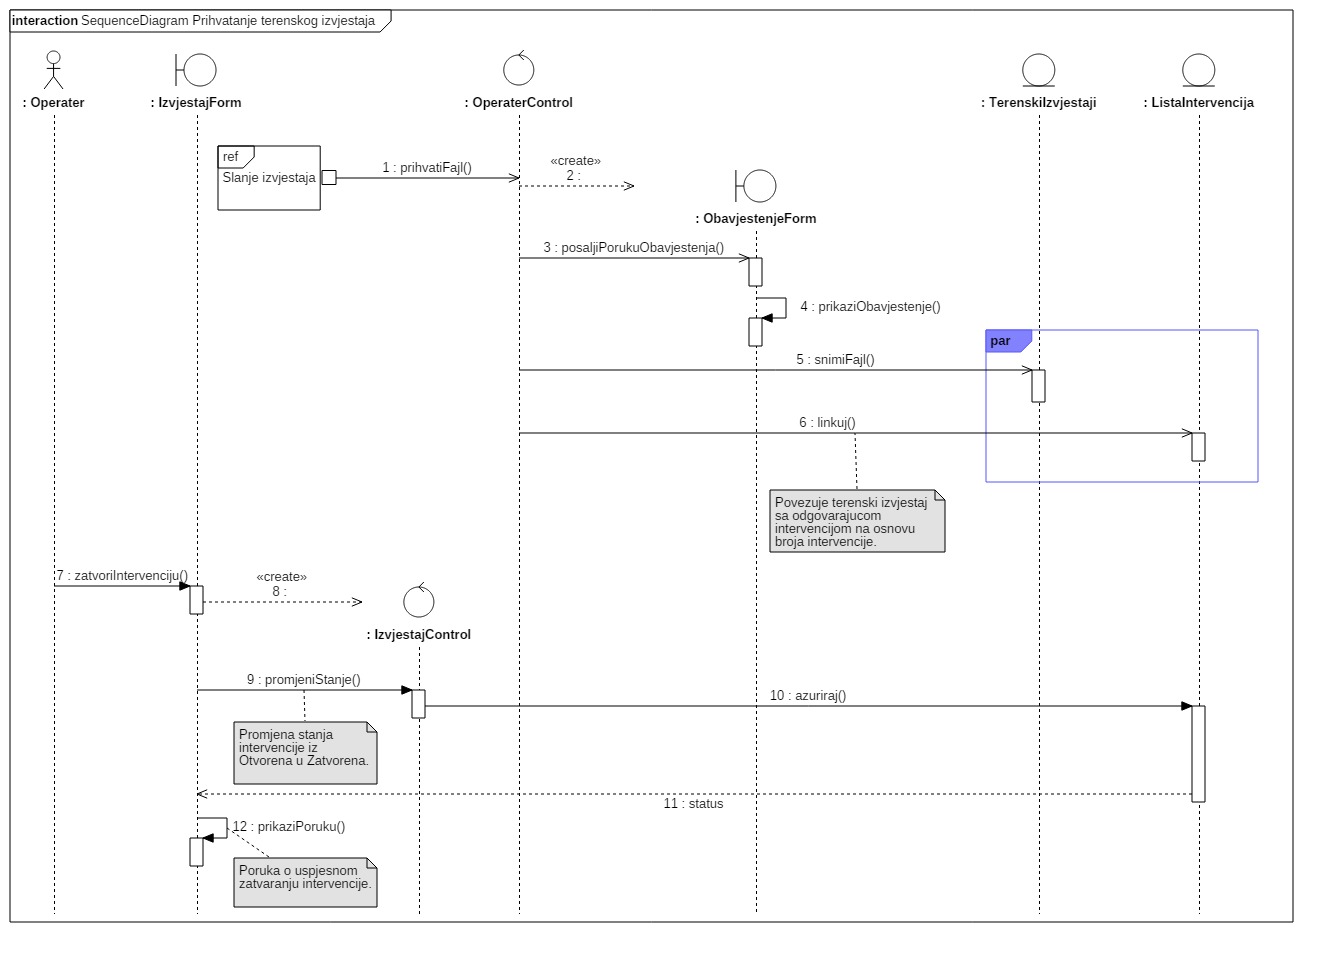 interaction SequenceDiagram Prihvatanje terenskog izvjestaja
: Operater
: IzvjestajForm
: OperaterControl
: TerenskiIzvjestaji
: ListaIntervencija
ref
Slanje izvjestaja
1 : prihvatiFajl()
«create»
2 :
: ObavjestenjeForm
3 : posaljiPorukuObavjestenja()
4 : prikaziObavjestenje()
par
5 : snimiFajl()
6 : linkuj()
Povezuje terenski izvjestaj
sa odgovarajucom
intervencijom na osnovu
broja intervencije.
7 : zatvoriIntervenciju()
«create»
8 :
: IzvjestajControl
9 : promjeniStanje()
10 : azuriraj()
Promjena stanja
intervencije iz
Otvorena u Zatvorena.
11 : status
12 : prikaziPoruku()
Poruka o uspjesnom
zatvaranju intervencije.